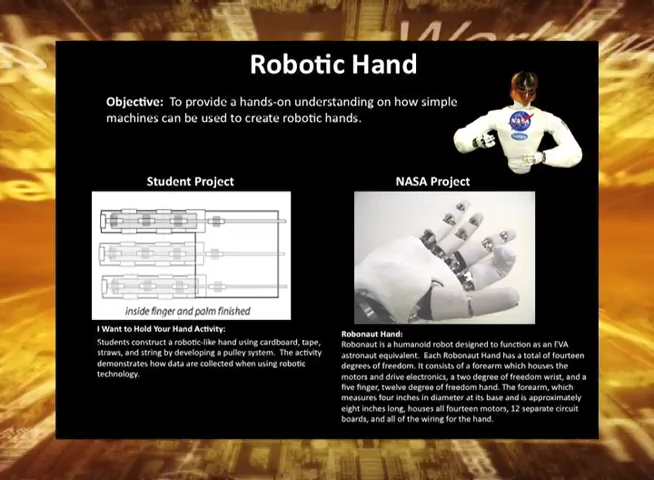 Robotic Hand
Objective: To provide a hands-on understanding on how simple
machines can be used to create robotic hands.
NASA
Student Project
NASA Project
inside finger and palm finished
I Want to Hold Your Hand Activity:
Students construct a robotic-like hand using cardboard, tape,
straws, and string by developing a pulley system. The activity
demonstrates how data are collected when using robotic
technology.
Robonaut Hand:
Robonaut is a humanoid robot designed to function as an EVA
astronaut equivalent. Each Robonaut Hand has a total of fourteen
degrees of freedom. It consists of a forearm which houses the
motors and drive electronics, a two degree of freedom wrist, and a
five finger, twelve degree of freedom hand. The forearm, which
measures four inches in diameter at its base and is approximately
eight inches long, houses all fourteen motors, 12 separate circuit
boards, and all of the wiring for the hand.